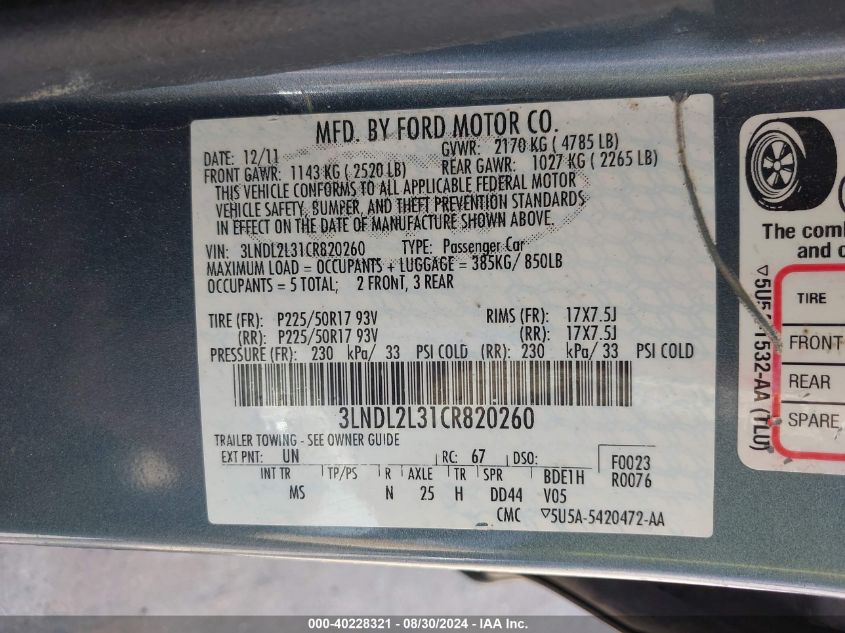 MFD. BY FORD MOTOR CO.
DATE: 12/11 GVWR: 2170 KG ( 4785 LB)
FRONT GAWR: 1143 KG ( 2520 LB) REAR GAWR: 1027 KG ( 2265 LB)
THIS VEHICLE CONFORMS TO ALL APPLICABLE FEDERAL MOTOR
VEHICLE SAFETY, BUMPER, AND THEFT PREVENTION STANDARDS
IN EFFECT ON THE DATE OF MANUFACTURE SHOWN ABOVE.
VIN: 3LNDL2L31CR820260 TYPE: Passenger Car
MAXIMUM LOAD = OCCUPANTS + LUGGAGE = 385KG/ 850LB
OCCUPANTS = 5 TOTAL; 2 FRONT, 3 REAR
TIRE (FR): P225/50R17 93V RIMS (FR): 17X7.5J
(RR): P225/50R17 93V (RR): 17X7.5J
PRESSURE (FR): 230 kPa/ 33 PSI COLD (RR): 230 kPa/ 33 PSI COLD
3LNDL2L31CR820260
TRAILER TOWING - SEE OWNER GUIDE
EXT PNT: UN RC: 67 DSO: F0023
INT TR TP/PS R AXLE TR SPR BDE1H R0076
MS N 25 H DD44 V05
CMC ▽5U5A-5420472-AA
The comb
and o
TIRE
FRONT
REAR
SPARE
1532-AA (TLU)
000-40228321 / 08/30/2024 - IAA Inc.